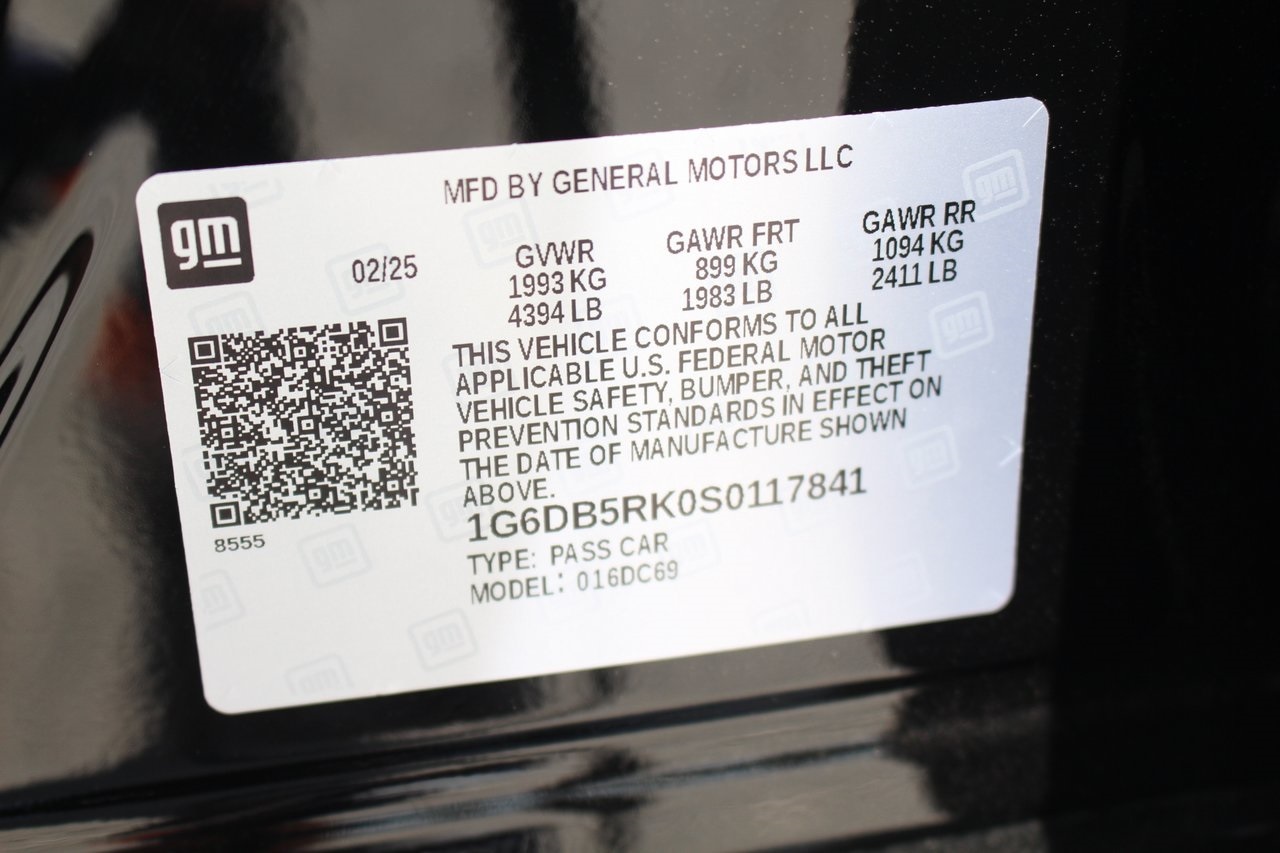 gm
MFD BY GENERAL MOTORS LLC
02/25
GVWR
1993 KG
4394 LB
GAWR FRT
899 KG
1983 LB
GAWR RR
1094 KG
2411 LB
THIS VEHICLE CONFORMS TO ALL
APPLICABLE U.S. FEDERAL MOTOR
VEHICLE SAFETY, BUMPER, AND THEFT
PREVENTION STANDARDS IN EFFECT ON
THE DATE OF MANUFACTURE SHOWN
ABOVE.
1G6DB5RK0S0117841
TYPE: PASS CAR
MODEL: 016DC69
8555